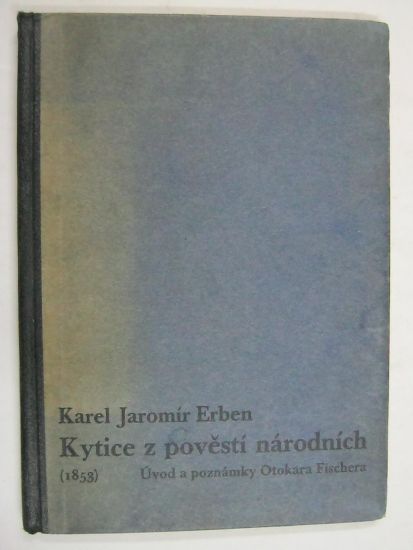 Karel Jaromír Erben
Kytice z pověstí národních
(1853) Úvod a poznámky Otokara Fischera